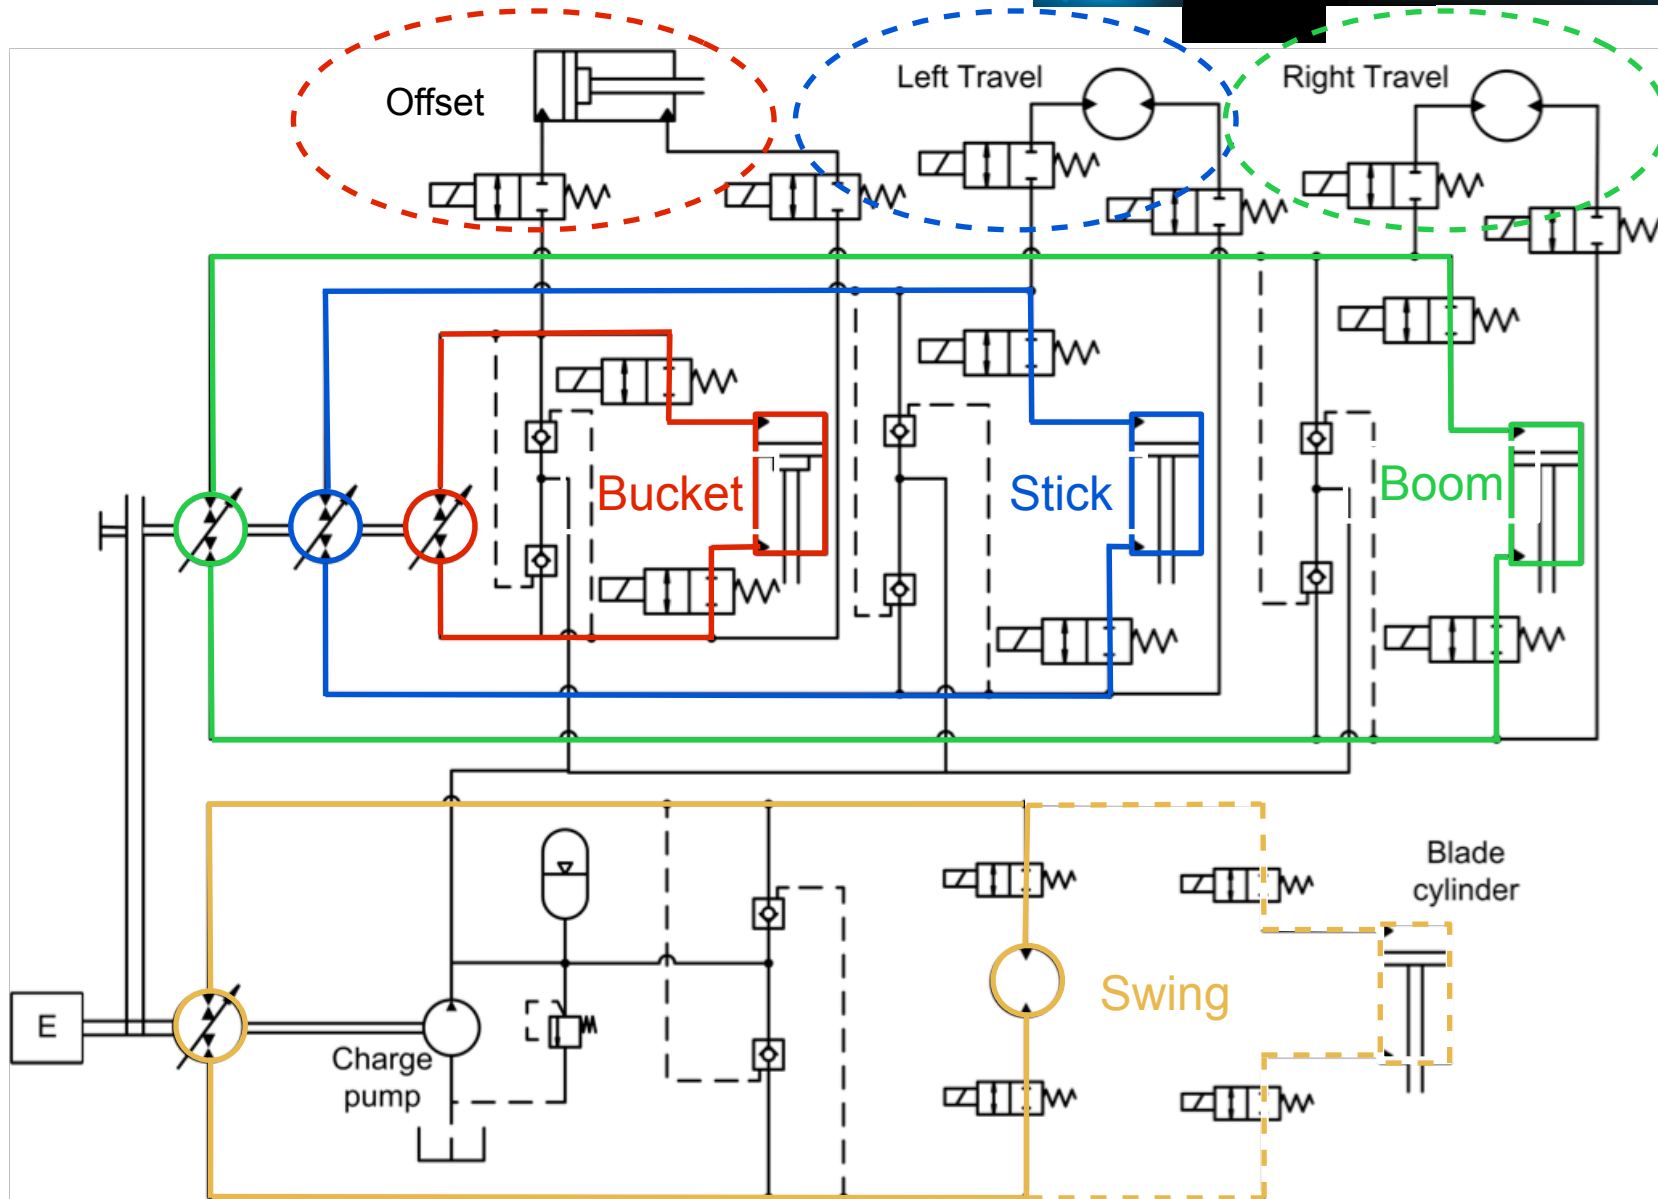 Offset
Left Travel
Right Travel
Bucket
Stick
Boom
Blade
cylinder
Swing
E
Charge
pump